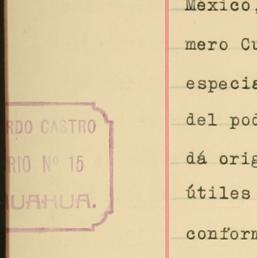 México,
mero Cu
especia
del pod
dá orig
útiles
conform
RDO CASTRO
RIO Nº 15
UAHUA.